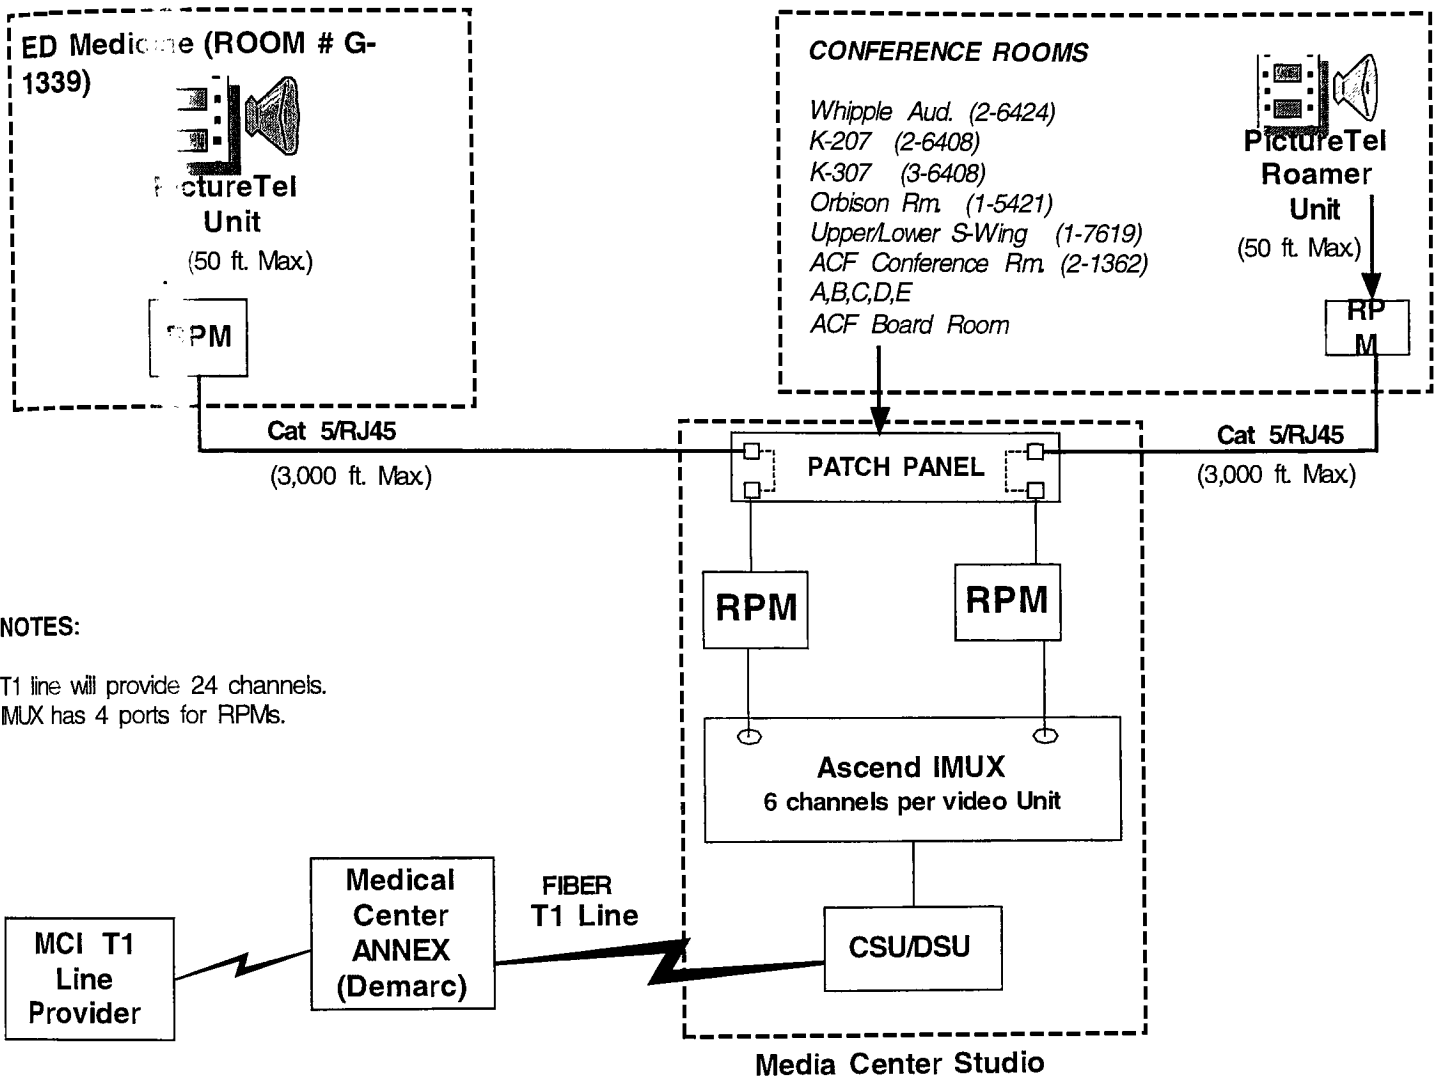 ED Medicine (ROOM # G-
1339)
PictureTel
Unit
(50 ft. Max.)
RPM
CONFERENCE ROOMS
Whipple Aud. (2-6424)
K-207 (2-6408)
K-307 (3-6408)
Orbison Rm. (1-5421)
Upper/Lower S-Wing (1-7619)
ACF Conference Rm. (2-1362)
A,B,C,D,E
ACF Board Room
PictureTel
Roamer
Unit
(50 ft. Max.)
RP
M
Cat 5/RJ45
(3,000 ft. Max.)
PATCH PANEL
Cat 5/RJ45
(3,000 ft. Max.)
RPM
RPM
NOTES:
T1 line will provide 24 channels.
IMUX has 4 ports for RPMs.
Ascend IMUX
6 channels per video Unit
MCI T1
Line
Provider
Medical
Center
ANNEX
(Demarc)
FIBER
T1 Line
CSU/DSU
Media Center Studio